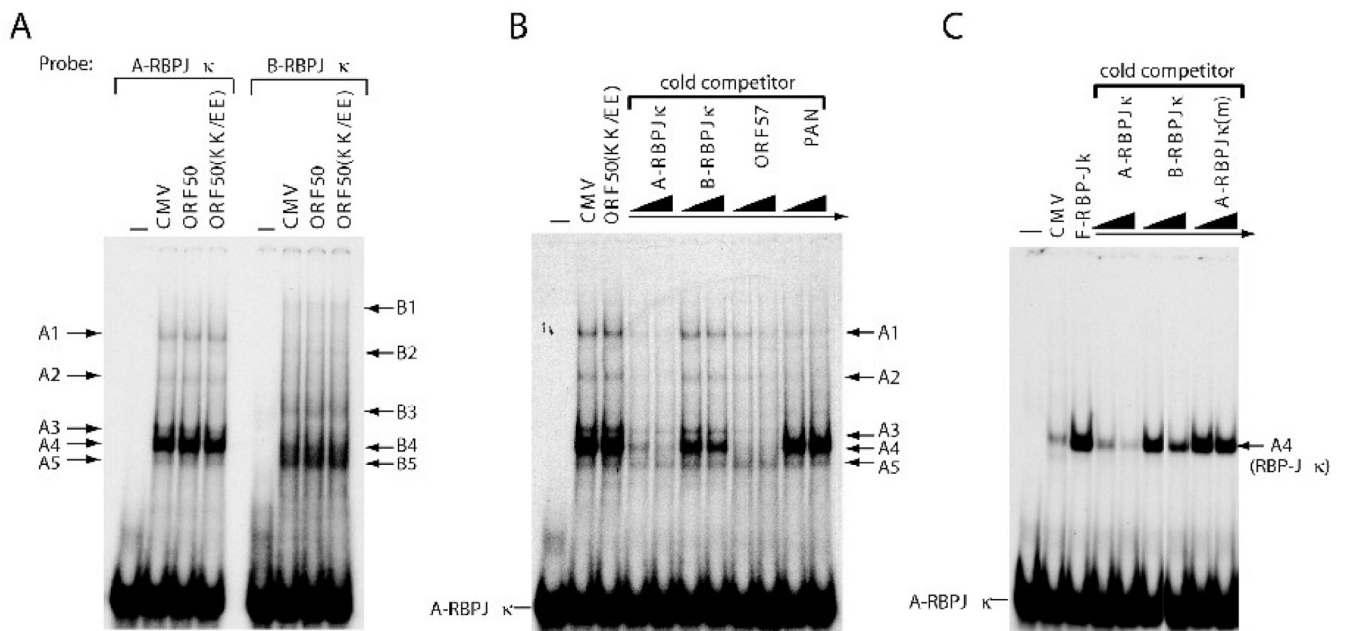 A
Probe:
A-RBPJ κ
B-RBPJ κ
—
CMV
ORF50
ORF50(KK/EE)
—
CMV
ORF50
ORF50(KK/EE)
A1
A2
A3
A4
A5
B1
B2
B3
B4
B5
B
cold competitor
—
CMV
ORF50(KK/EE)
A-RBPJκ
B-RBPJκ
ORF57
PAN
A1
A2
A3
A4
A5
A-RBPJ κ
C
cold competitor
—
CMV
F-RBP-Jk
A-RBPJκ
B-RBPJκ
A-RBPJκ(m)
A4
(RBP-J κ)
A-RBPJ κ